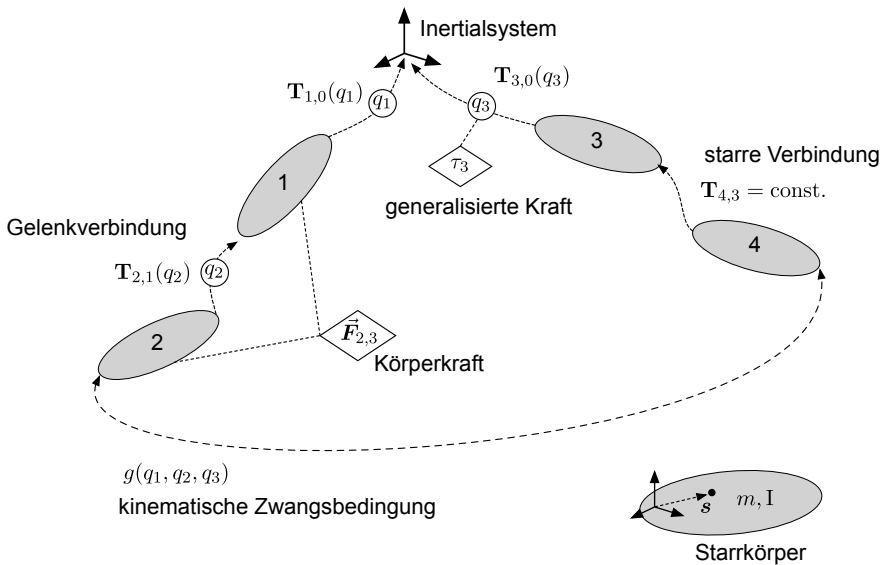 Inertialsystem
T₁,₀(q₁)
q₁
T₃,₀(q₃)
q₃
3
starre Verbindung
T₄,₃ = const.
τ₃
generalisierte Kraft
1
Gelenkverbindung
T₂,₁(q₂)
q₂
4
2
F⃗₂,₃
Körperkraft
g(q₁, q₂, q₃)
kinematische Zwangsbedingung
s
m, I
Starrkörper